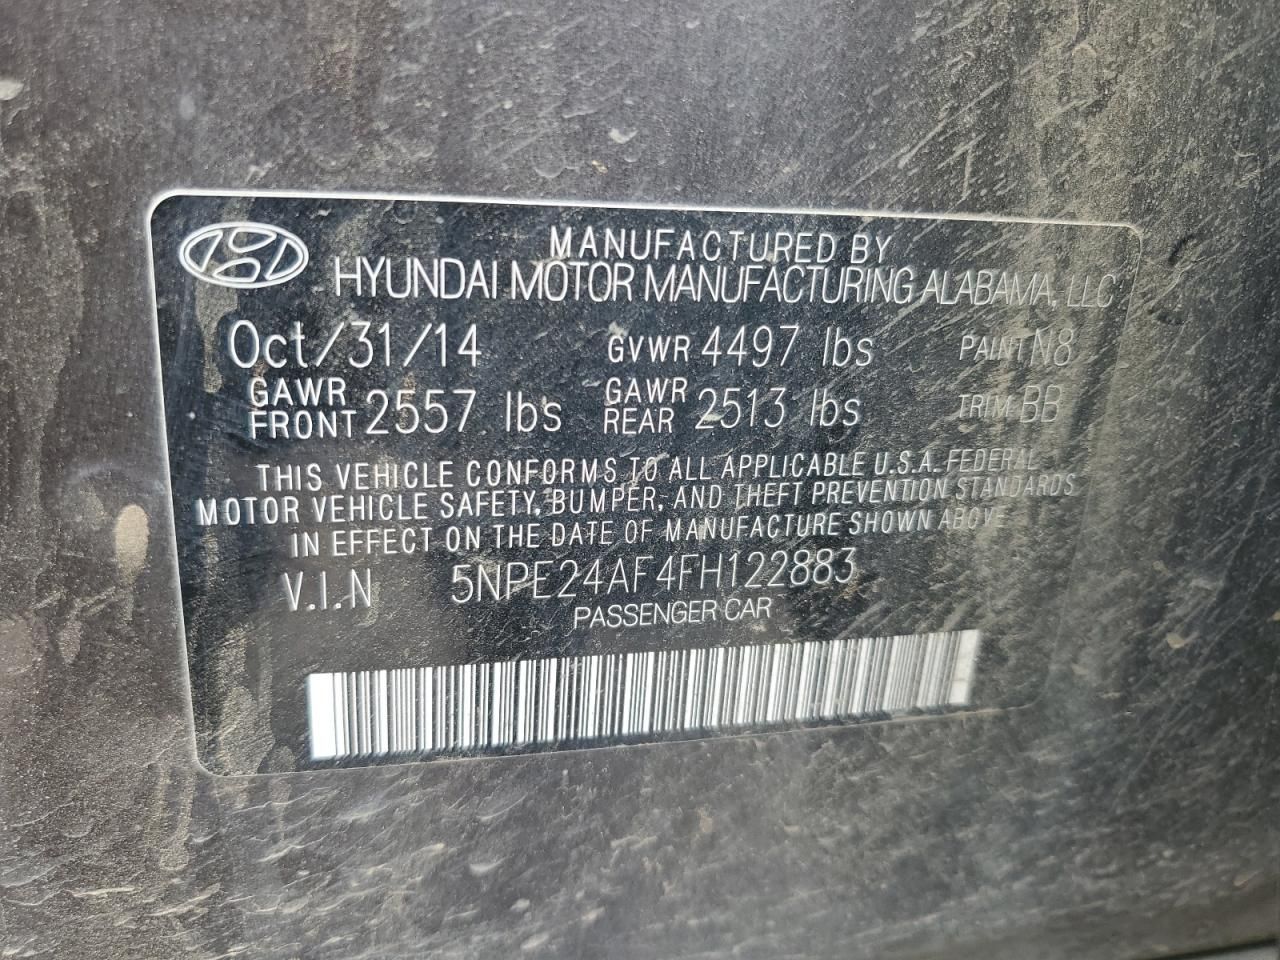 MANUFACTURED BY
HYUNDAI MOTOR MANUFACTURING ALABAMA, LLC
Oct/31/14 GVWR 4497 lbs PAINT N8
GAWR FRONT 2557 lbs GAWR REAR 2513 lbs TRIM BB
THIS VEHICLE CONFORMS TO ALL APPLICABLE U.S.A. FEDERAL
MOTOR VEHICLE SAFETY, BUMPER, AND THEFT PREVENTION STANDARDS
IN EFFECT ON THE DATE OF MANUFACTURE SHOWN ABOVE
V.I.N 5NPE24AF4FH122883
PASSENGER CAR